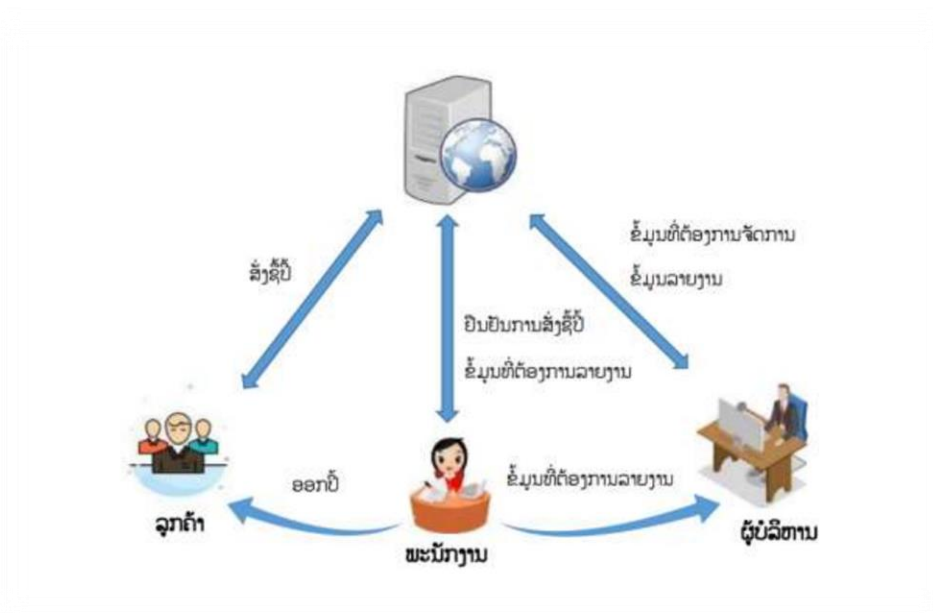 ຂໍ້ມູນທີ່ຕ້ອງການຈັດການ
ສັ່ງຊື້ປີ້
ຂໍ້ມູນລາຍງານ
ຢືນຢັນການສັ່ງຊື້ປີ້
ຂໍ້ມູນທີ່ຕ້ອງການລາຍງານ
ອອກປີ້
ຂໍ້ມູນທີ່ຕ້ອງການລາຍງານ
ລູກຄ້າ
ພະນັກງານ
ຜູ້ບໍລິຫານ